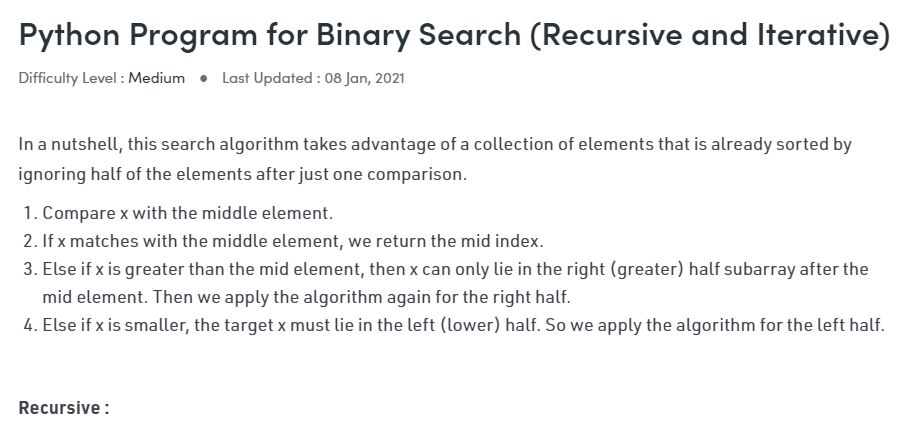 Python Program for Binary Search (Recursive and Iterative)
Difficulty Level : Medium ● Last Updated : 08 Jan, 2021
In a nutshell, this search algorithm takes advantage of a collection of elements that is already sorted by
ignoring half of the elements after just one comparison.
1. Compare x with the middle element.
2. If x matches with the middle element, we return the mid index.
3. Else if x is greater than the mid element, then x can only lie in the right (greater) half subarray after the
mid element. Then we apply the algorithm again for the right half.
4. Else if x is smaller, the target x must lie in the left (lower) half. So we apply the algorithm for the left half.
Recursive :